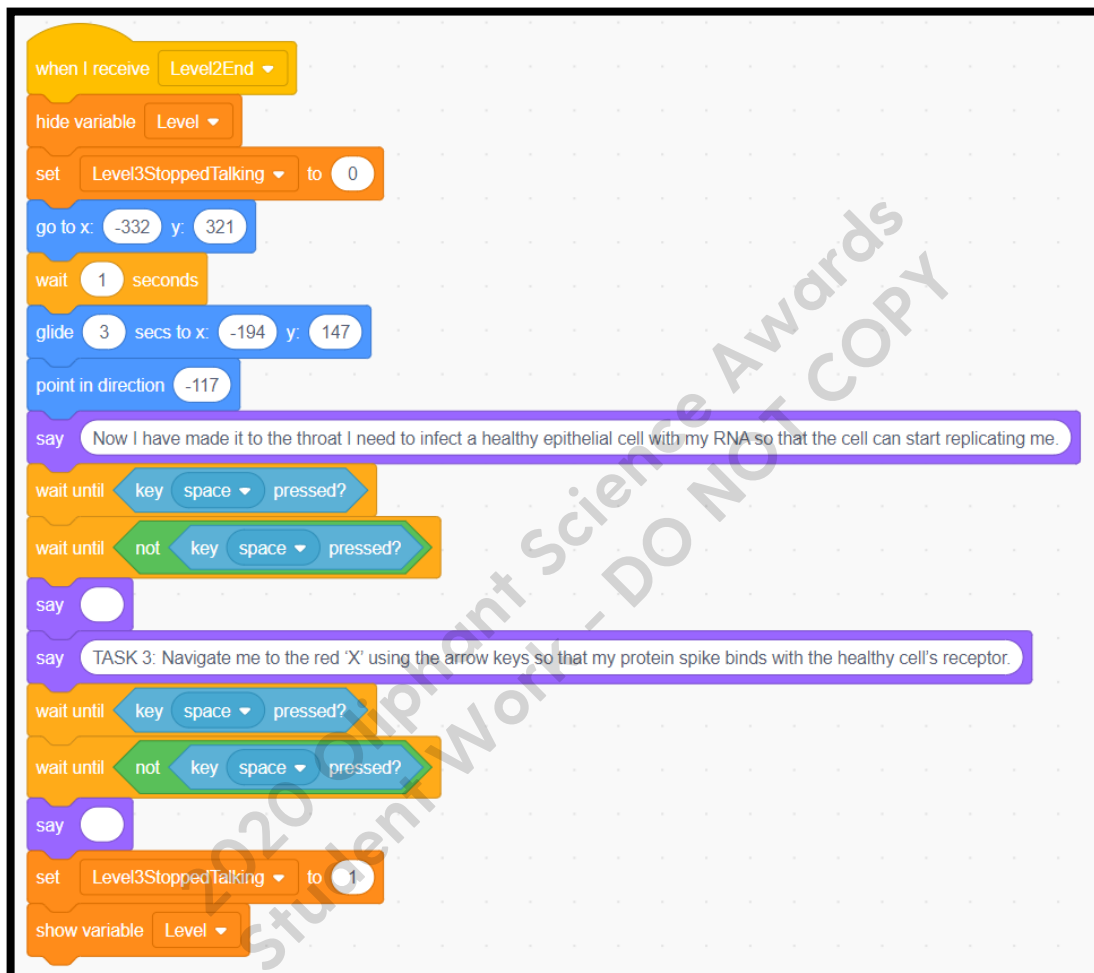 when I receive Level2End
hide variable Level
set Level3StoppedTalking to 0
go to x: -332 y: 321
wait 1 seconds
glide 3 secs to x: -194 y: 147
point in direction -117
say Now I have made it to the throat I need to infect a healthy epithelial cell with my RNA so that the cell can start replicating me.
wait until key space pressed?
wait until not key space pressed?
say
say TASK 3: Navigate me to the red ‘X’ using the arrow keys so that my protein spike binds with the healthy cell’s receptor.
wait until key space pressed?
wait until not key space pressed?
say
set Level3StoppedTalking to 1
show variable Level
2020 Oliphant Science Awards
Student Work - DO NOT COPY